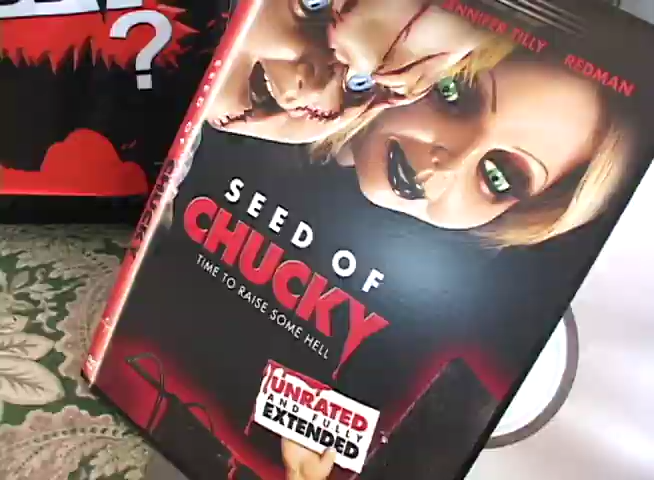 ?
JENNIFER TILLY REDMAN
SEED OF
CHUCKY
TIME TO RAISE SOME HELL
UNRATED
AND FULLY
EXTENDED